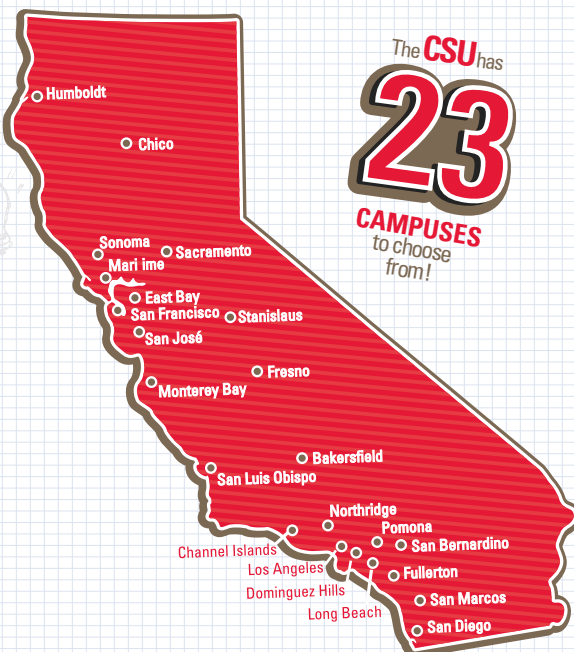 The CSU has
23
CAMPUSES
to choose
from!
Humboldt
Chico
Sonoma
Sacramento
Mari ime
East Bay
San Francisco
Stanislaus
San José
Fresno
Monterey Bay
Bakersfield
San Luis Obispo
Northridge
Pomona
San Bernardino
Channel Islands
Los Angeles
Fullerton
Dominguez Hills
Long Beach
San Marcos
San Diego